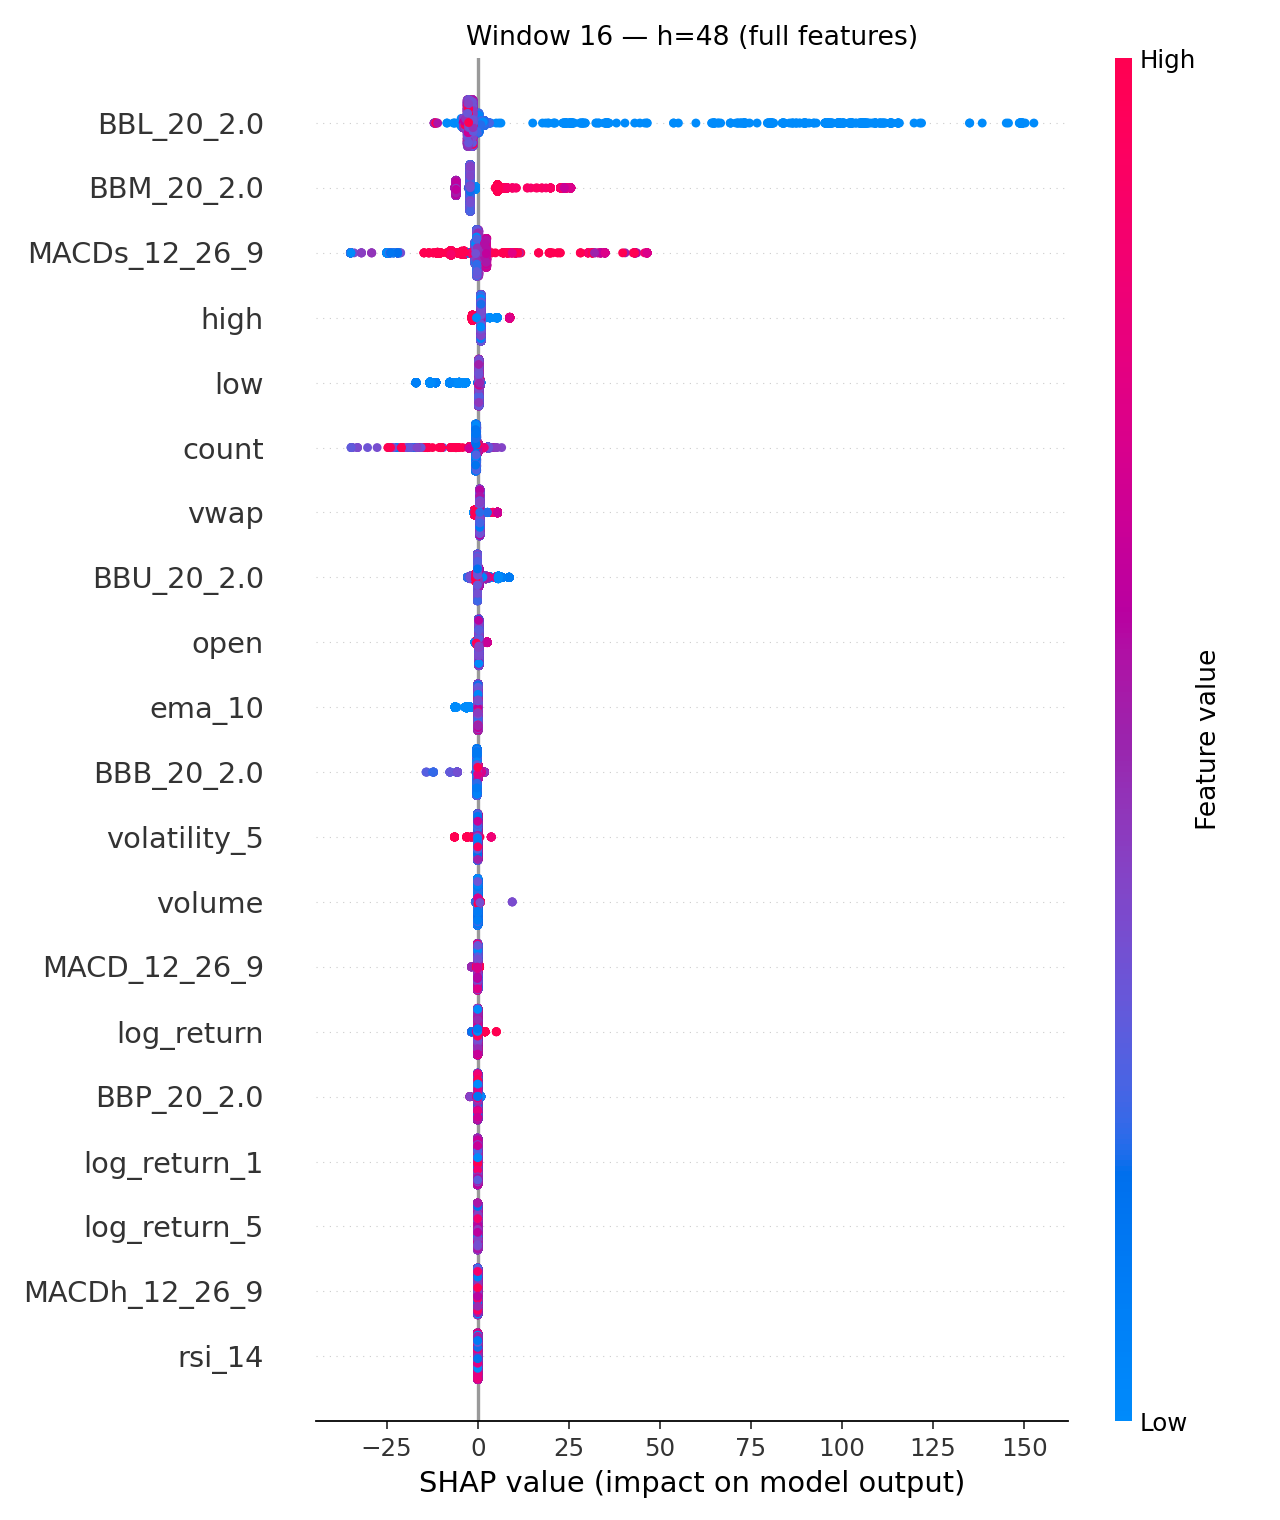 Window 16 — h=48 (full features)
High
BBL_20_2.0
BBM_20_2.0
MACDs_12_26_9
high
low
count
vwap
BBU_20_2.0
open
ema_10
BBB_20_2.0
volatility_5
volume
MACD_12_26_9
log_return
BBP_20_2.0
log_return_1
log_return_5
MACDh_12_26_9
rsi_14
Feature value
Low
−25 0 25 50 75 100 125 150
SHAP value (impact on model output)